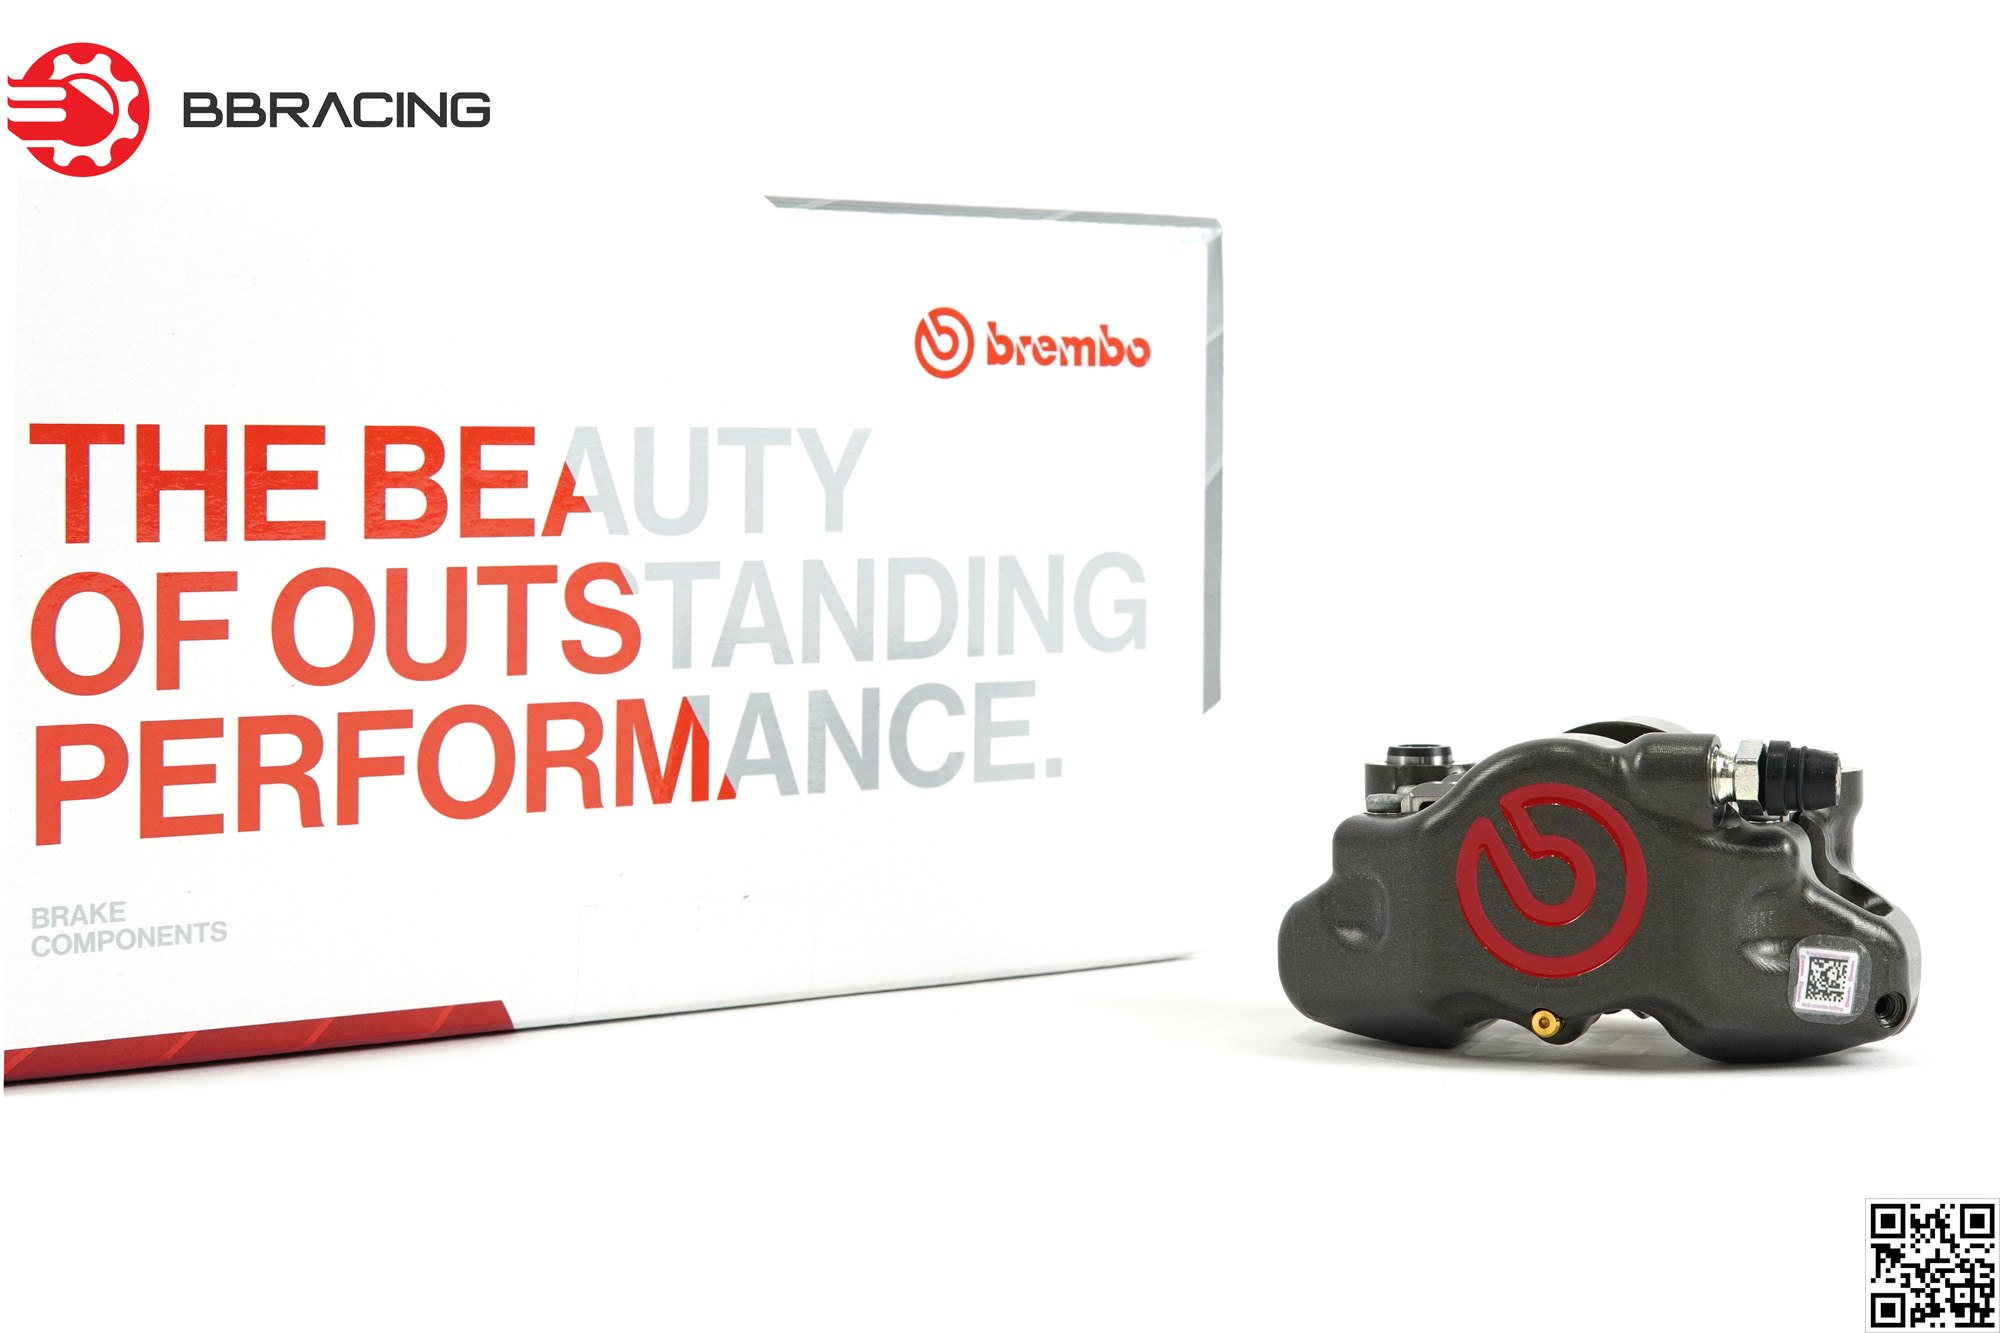 BBRACING
brembo
THE BEAUTY
OF OUTSTANDING
PERFORMANCE.
BRAKE
COMPONENTS